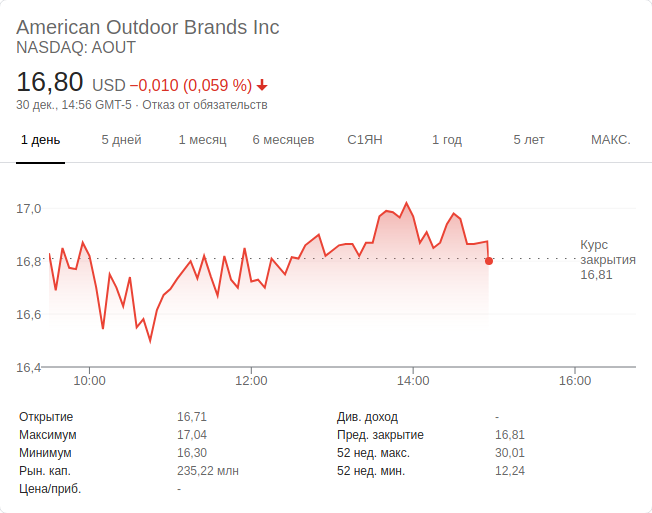 American Outdoor Brands Inc
NASDAQ: AOUT
16,80 USD −0,010 (0,059 %)
30 дек., 14:56 GMT-5 · Отказ от обязательств
1 день 5 дней 1 месяц 6 месяцев С1ЯН 1 год 5 лет МАКС.
17,0
16,8
16,6
16,4
Курс
закрытия
16,81
10:00 12:00 14:00 16:00
Открытие 16,71 Див. доход -
Максимум 17,04 Пред. закрытие 16,81
Минимум 16,30 52 нед. макс. 30,01
Рын. кап. 235,22 млн 52 нед. мин. 12,24
Цена/приб. -